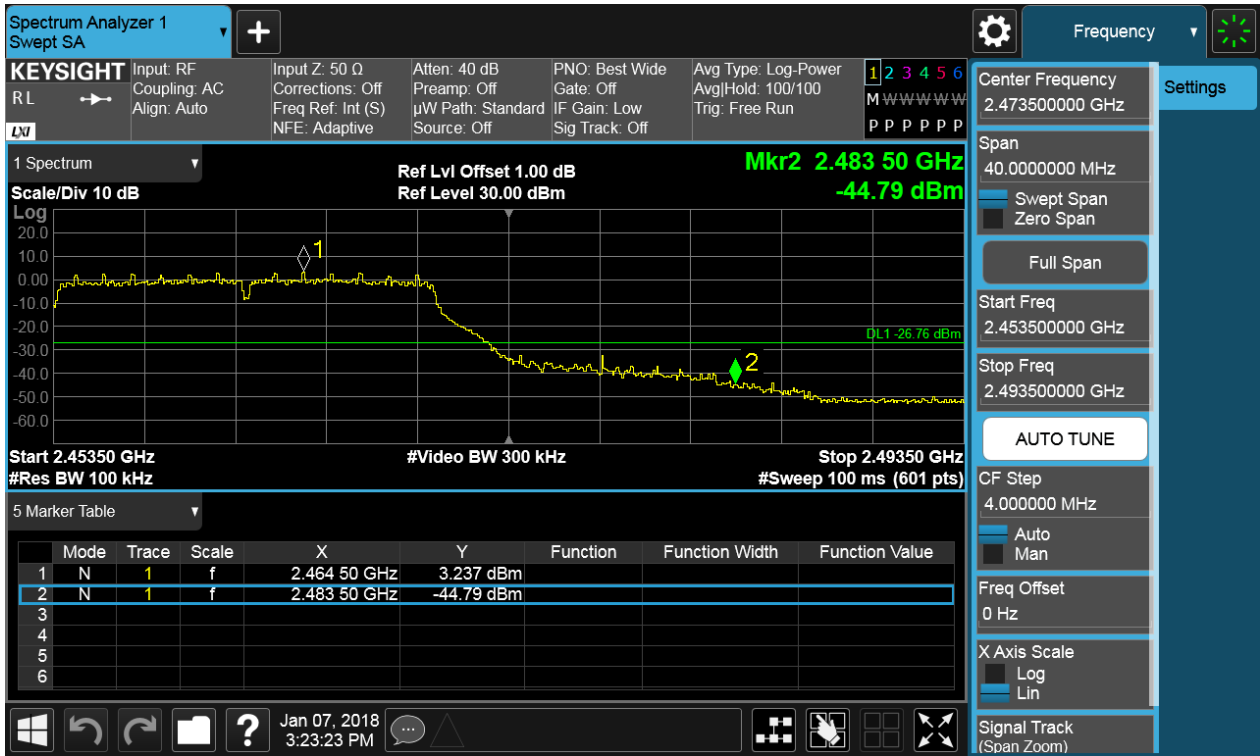 Spectrum Analyzer 1
Swept SA
+
Frequency
KEYSIGHT
R L
LXI
Input: RF
Coupling: AC
Align: Auto
Input Z: 50 Ω
Corrections: Off
Freq Ref: Int (S)
NFE: Adaptive
Atten: 40 dB
Preamp: Off
µW Path: Standard
Source: Off
PNO: Best Wide
Gate: Off
IF Gain: Low
Sig Track: Off
Avg Type: Log-Power
Avg|Hold: 100/100
Trig: Free Run
1 2 3 4 5 6
M W W W W W
P P P P P P
1 Spectrum
Scale/Div 10 dB
Ref Lvl Offset 1.00 dB
Ref Level 30.00 dBm
Mkr2 2.483 50 GHz
-44.79 dBm
Log
20.0
10.0
0.00
-10.0
-20.0
-30.0
-40.0
-50.0
-60.0
1
DL1 -26.76 dBm
2
Start 2.45350 GHz
#Video BW 300 kHz
Stop 2.49350 GHz
#Res BW 100 kHz
#Sweep 100 ms (601 pts)
5 Marker Table
Mode Trace Scale X Y Function Function Width Function Value
1 N 1 f 2.464 50 GHz 3.237 dBm
2 N 1 f 2.483 50 GHz -44.79 dBm
3
4
5
6
Center Frequency
2.473500000 GHz
Span
40.0000000 MHz
Swept Span
Zero Span
Full Span
Start Freq
2.453500000 GHz
Stop Freq
2.493500000 GHz
AUTO TUNE
CF Step
4.000000 MHz
Auto
Man
Freq Offset
0 Hz
X Axis Scale
Log
Lin
Signal Track
(Span Zoom)
Settings
?
Jan 07, 2018
3:23:23 PM